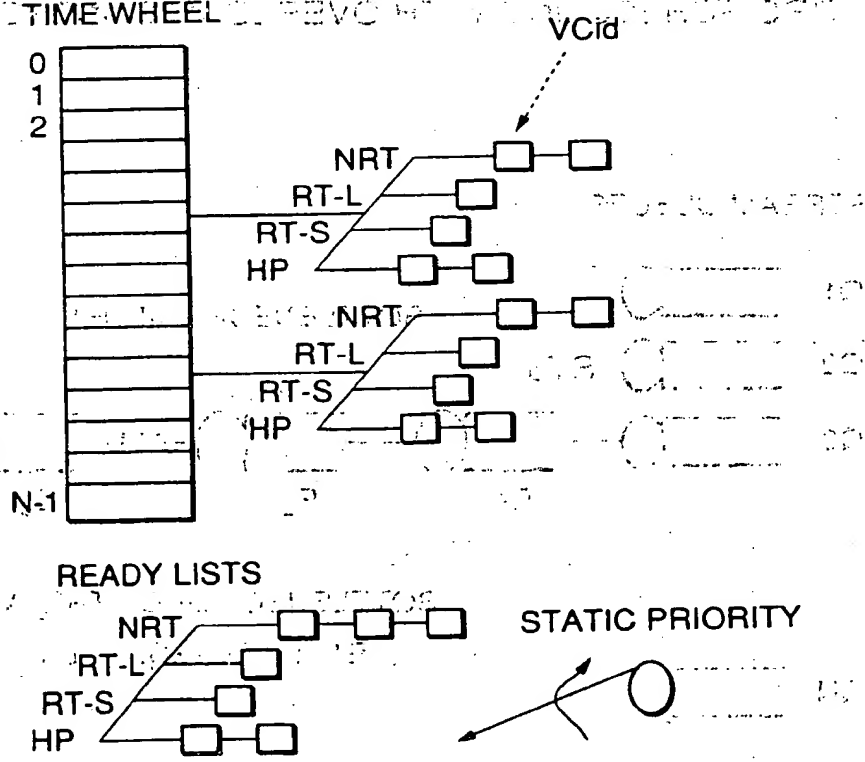 TIME WHEEL
VCid
0
1
2
NRT
RT-L
RT-S
HP
NRT
RT-L
RT-S
HP
N-1
READY LISTS
NRT
RT-L
RT-S
HP
STATIC PRIORITY